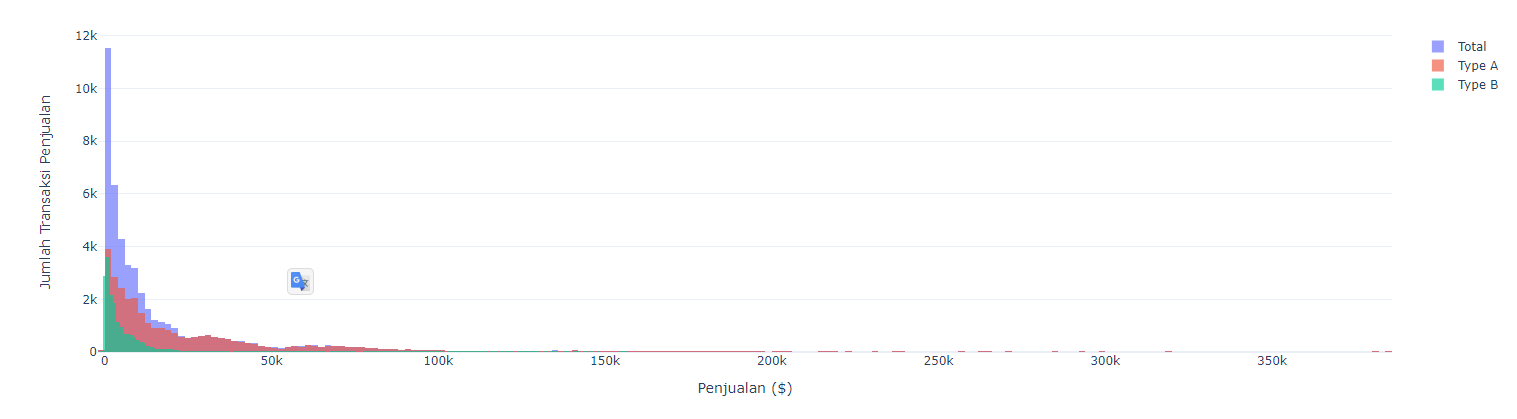 12k
10k
8k
6k
4k
2k
0
Jumlah Transaksi Penjualan
0
50k
100k
150k
200k
250k
300k
350k
Penjualan ($)
Total
Type A
Type B
G